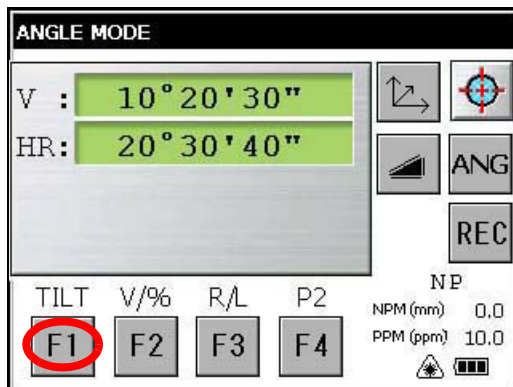 ANGLE MODE
V : 10°20'30"
HR: 20°30'40"
ANG
REC
TILT V/% R/L P2
F1 F2 F3 F4
NP
NPM (mm) 0.0
PPM (ppm) 10.0